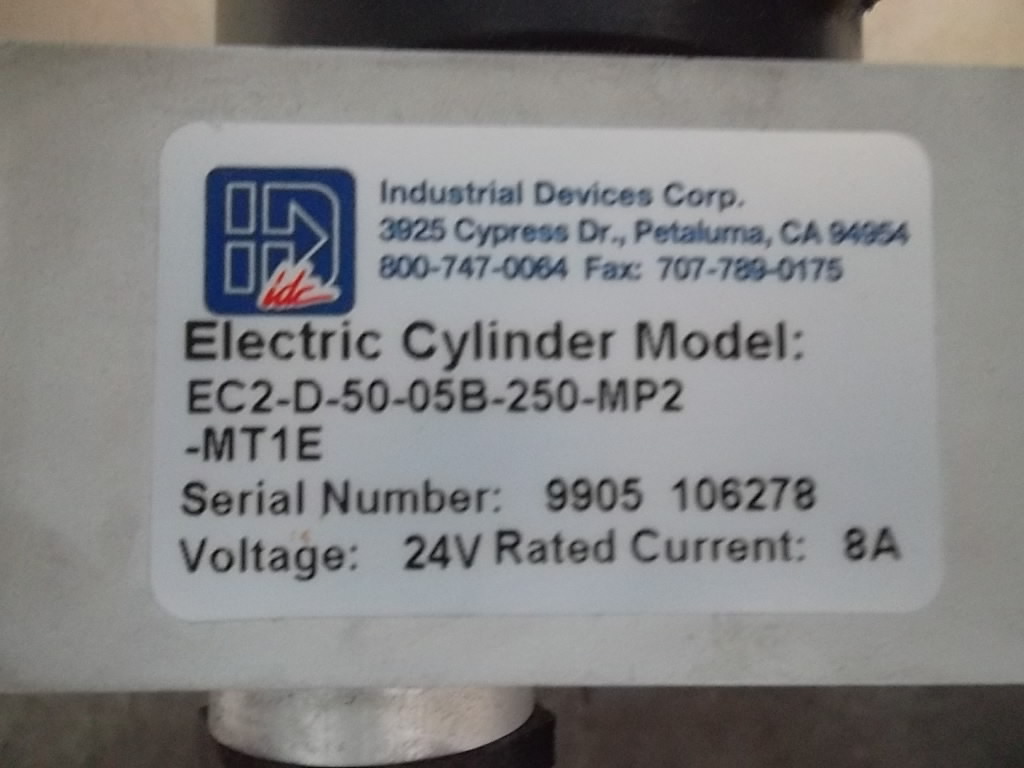 idc
Industrial Devices Corp.
3925 Cypress Dr., Petaluma, CA 94954
800-747-0064 Fax: 707-789-0175
Electric Cylinder Model:
EC2-D-50-05B-250-MP2
-MT1E
Serial Number: 9905 106278
Voltage: 24V Rated Current: 8A